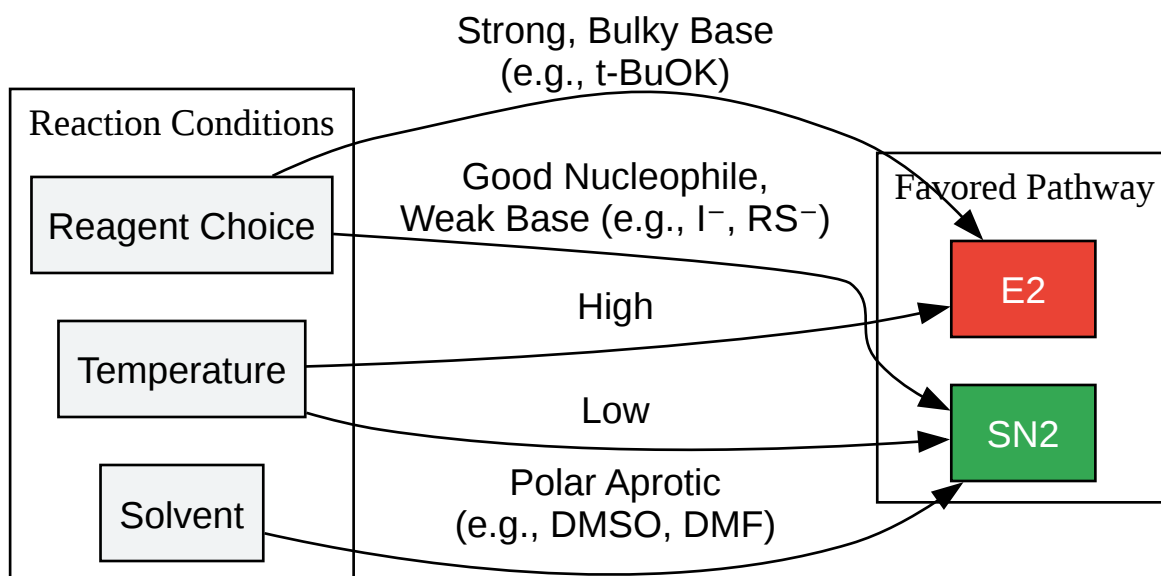 Strong, Bulky Base
(e.g., t-BuOK)
Reaction Conditions
Reagent Choice
Good Nucleophile,
Weak Base (e.g., I⁻, RS⁻)
Favored Pathway
E2
High
Temperature
Low
SN2
Polar Aprotic
(e.g., DMSO, DMF)
Solvent